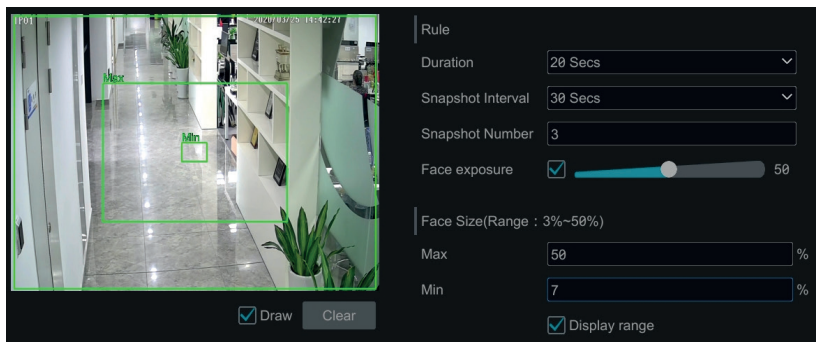 IP01
2020/03/25 14:42:27
Max
Min
Draw
Clear
Rule
Duration
20 Secs
Snapshot Interval
30 Secs
Snapshot Number
3
Face exposure
50
Face Size(Range : 3%~50%)
Max
50
%
Min
7
%
Display range